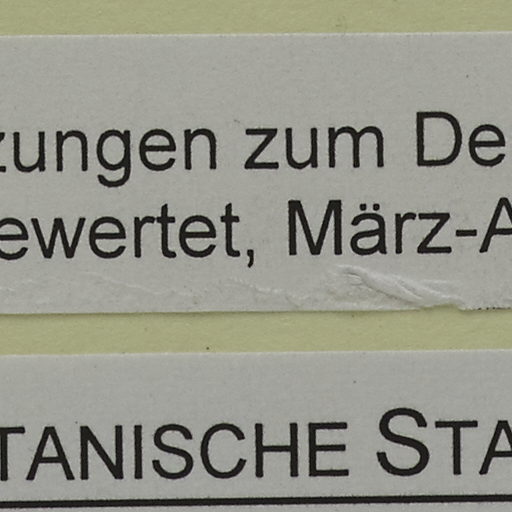 zungen zum De
ewertet, März-A
TANISCHE STA